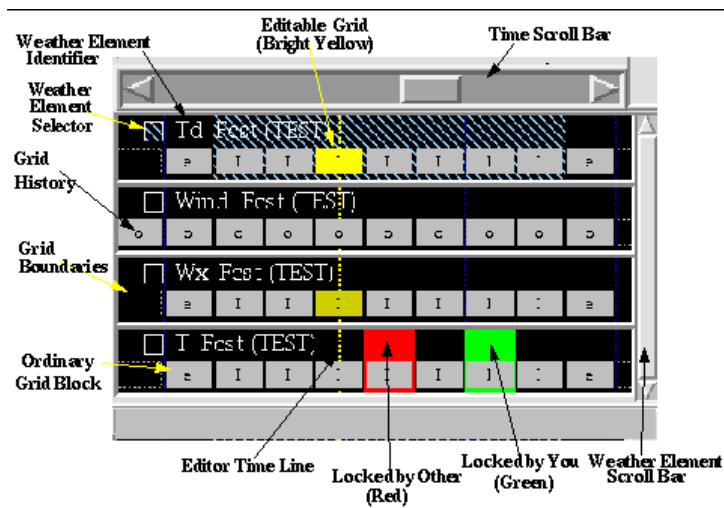 Editable Grid
(Bright Yellow)
Weather Element
Identifier
Time Scroll Bar
Weather
Element
Selector
Td Fcst (TEST)
e I I I I I I I e
Grid
History
Wind Fcst (TEST)
o o o o o o o o o o
Grid
Boundaries
Wx Fcst (TEST)
e I I I I I I I e
T Fcst (TEST)
Ordinary
Grid Block
e I I I I I I I e
Editor Time Line
Locked by Other
(Red)
Locked by You
(Green)
Weather Element
Scroll Bar